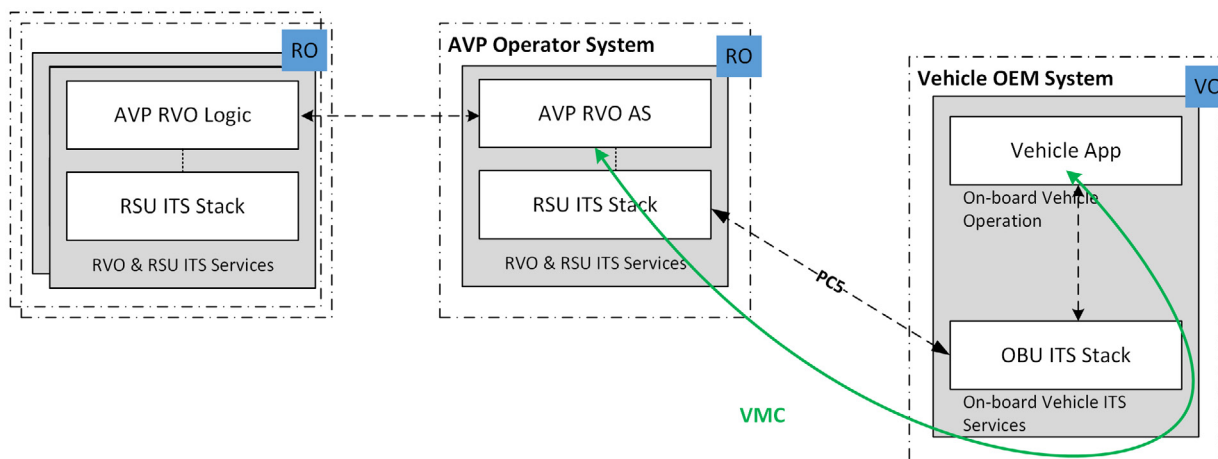 RO
AVP RVO Logic
RSU ITS Stack
RVO & RSU ITS Services
AVP Operator System
RO
AVP RVO AS
RSU ITS Stack
RVO & RSU ITS Services
PC5
VMC
Vehicle OEM System
VO
Vehicle App
On-board Vehicle
Operation
OBU ITS Stack
On-board Vehicle ITS
Services